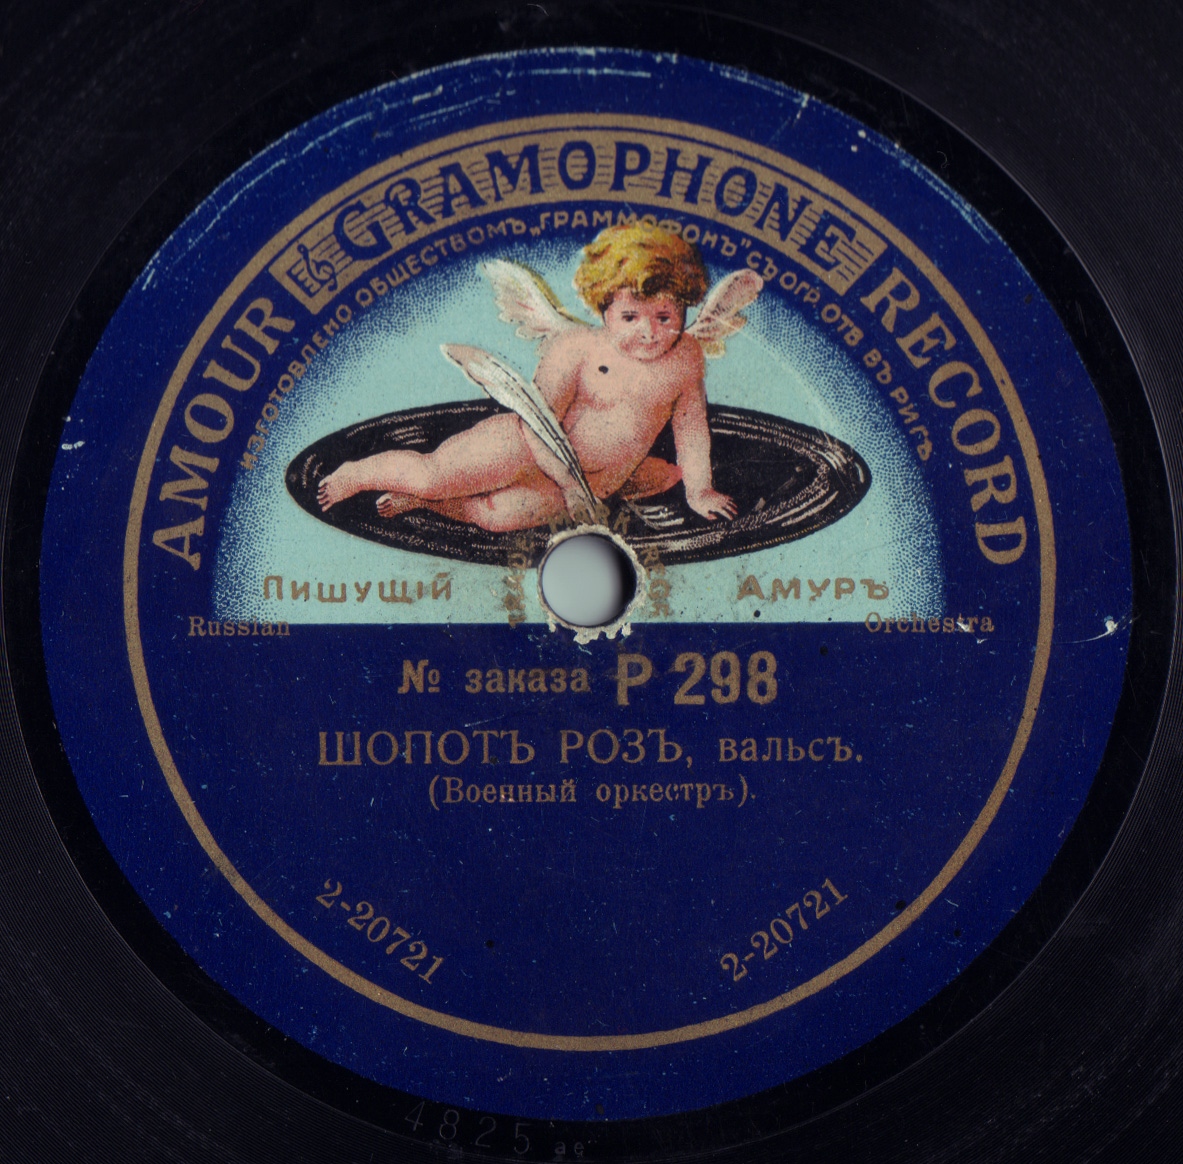 AMOUR GRAMOPHONE RECORD
ИЗГОТОВЛЕНО ОБЩЕСТВОМЪ „ГРАММОФОНЪ" СЪ ОГР. ОТВ. ВЪ РИГѢ
ПИШУЩІЙ АМУРЪ
Russian Orchestra
№ заказа Р 298
ШОПОТЪ РОЗЪ, вальсъ.
(Военный оркестръ).
2-20721 2-20721
4825 ae